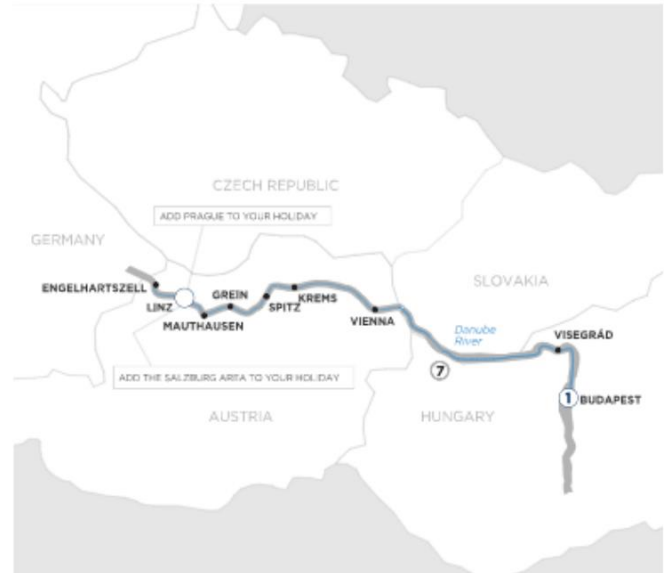 CZECH REPUBLIC
ADD PRAGUE TO YOUR HOLIDAY
GERMANY
SLOVAKIA
ENGELHARTSZELL
LINZ
GREIN
SPITZ
KREMS
MAUTHAUSEN
VIENNA
Danube
River
VISEGRÁD
7
ADD THE SALZBURG AREA TO YOUR HOLIDAY
1
BUDAPEST
AUSTRIA
HUNGARY